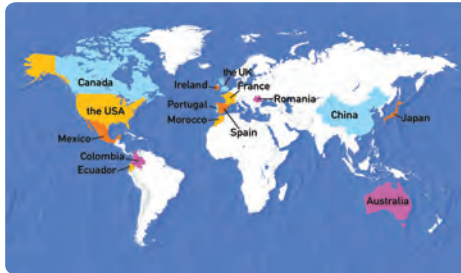 Canada
the UK
Ireland
France
the USA
Portugal
Romania
Morocco
China
Japan
Spain
Mexico
Colombia
Ecuador
Australia